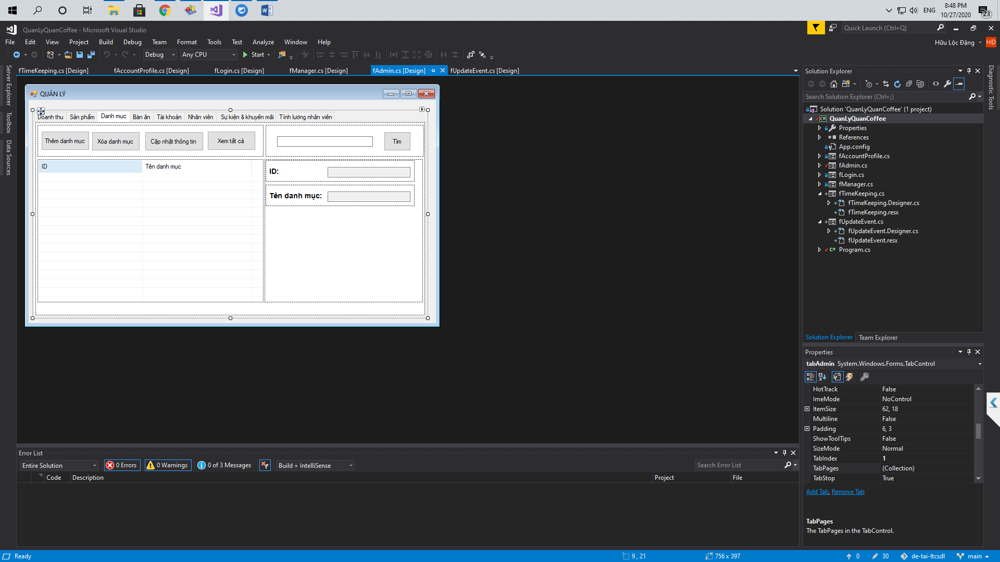 ENG
8:48 PM
10/27/2020
23
QuanLyQuanCoffee - Microsoft Visual Studio
Quick Launch (Ctrl+Q)
File Edit View Project Build Debug Team Format Tools Test Analyze Window Help
Hữu Lộc Đặng
HĐ
Debug
Any CPU
Start
fTimeKeeping.cs [Design]
fAccountProfile.cs [Design]
fLogin.cs [Design]
fManager.cs [Design]
fAdmin.cs [Design]
fUpdateEvent.cs [Design]
Server Explorer
Toolbox
Data Sources
QUẢN LÝ
Doanh thu
Sản phẩm
Danh mục
Bàn ăn
Tài khoản
Nhân viên
Sự kiện & khuyến mãi
Tính lương nhân viên
Thêm danh mục
Xóa danh mục
Cập nhật thông tin
Xem tất cả
Tìm
ID
Tên danh mục
ID:
Tên danh mục:
Solution Explorer
Search Solution Explorer (Ctrl+;)
Solution 'QuanLyQuanCoffee' (1 project)
QuanLyQuanCoffee
Properties
References
App.config
fAccountProfile.cs
fAdmin.cs
fLogin.cs
fManager.cs
fTimeKeeping.cs
fTimeKeeping.Designer.cs
fTimeKeeping.resx
fUpdateEvent.cs
fUpdateEvent.Designer.cs
fUpdateEvent.resx
C# Program.cs
Diagnostic Tools
Solution Explorer
Team Explorer
Properties
tabAdmin System.Windows.Forms.TabControl
HotTrack False
ImeMode NoControl
ItemSize 62, 18
Multiline False
Padding 6, 3
ShowToolTips False
SizeMode Normal
TabIndex 1
TabPages (Collection)
TabStop True
Add Tab, Remove Tab
TabPages
The TabPages in the TabControl.
Error List
Entire Solution
0 Errors
0 Warnings
0 of 3 Messages
Build + IntelliSense
Search Error List
Code
Description
Project
File
Ready
9 , 21
756 x 397
0
30
de-tai-ltcsdl
main